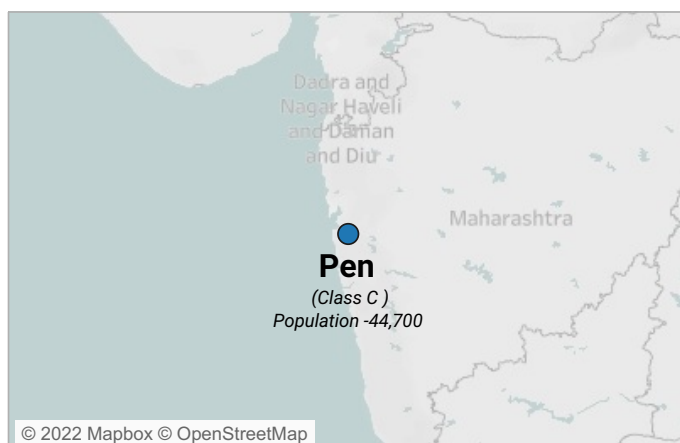 Dadra and
Nagar Haveli
and Daman
and Diu
Maharashtra
Pen
(Class C )
Population -44,700
© 2022 Mapbox © OpenStreetMap